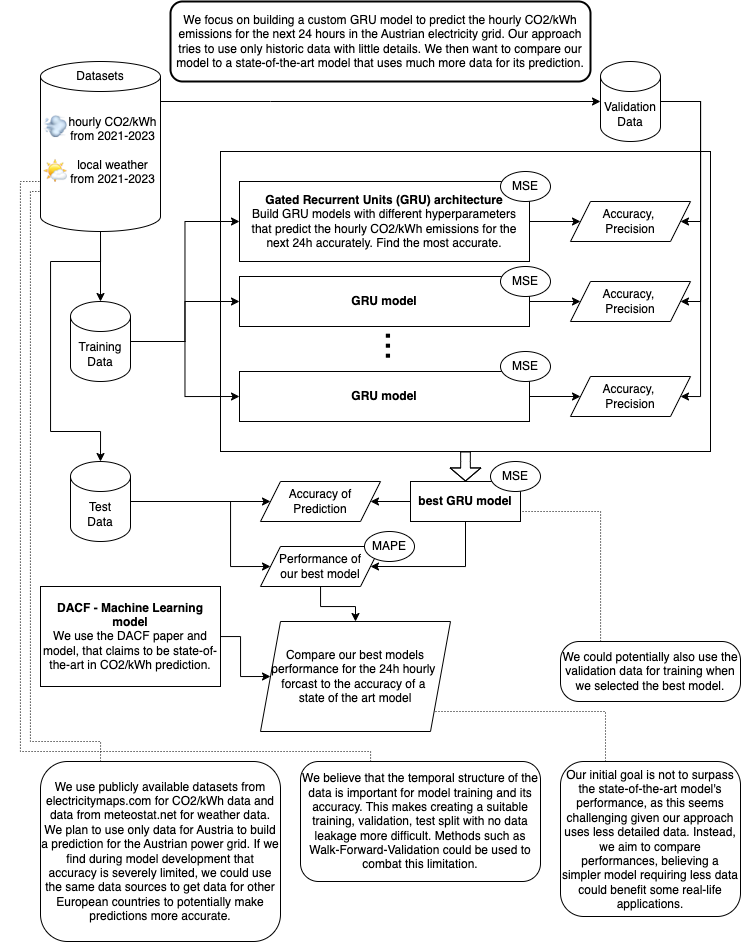 We focus on building a custom GRU model to predict the hourly CO2/kWh
emissions for the next 24 hours in the Austrian electricity grid. Our approach
tries to use only historic data with little details. We then want to compare our
model to a state-of-the-art model that uses much more data for its prediction.
Datasets
hourly CO2/kWh
from 2021-2023
local weather
from 2021-2023
Validation
Data
MSE
Gated Recurrent Units (GRU) architecture
Build GRU models with different hyperparameters
that predict the hourly CO2/kWh emissions for the
next 24h accurately. Find the most accurate.
Accuracy,
Precision
MSE
GRU model
Accuracy,
Precision
Training
Data
MSE
GRU model
Accuracy,
Precision
Test
Data
Accuracy of
Prediction
MSE
best GRU model
MAPE
Performance of
our best model
DACF - Machine Learning
model
We use the DACF paper and
model, that claims to be state-of-
the-art in CO2/kWh prediction.
Compare our best models
performance for the 24h hourly
forcast to the accuracy of a
state of the art model
We could potentially also use the
validation data for training when
we selected the best model.
We use publicly available datasets from
electricitymaps.com for CO2/kWh data and
data from meteostat.net for weather data.
We plan to use only data for Austria to build
a prediction for the Austrian power grid. If we
find during model development that
accuracy is severely limited, we could use
the same data sources to get data for other
European countries to potentially make
predictions more accurate.
We believe that the temporal structure of the
data is important for model training and its
accuracy. This makes creating a suitable
training, validation, test split with no data
leakage more difficult. Methods such as
Walk-Forward-Validation could be used to
combat this limitation.
Our initial goal is not to surpass
the state-of-the-art model's
performance, as this seems
challenging given our approach
uses less detailed data. Instead,
we aim to compare
performances, believing a
simpler model requiring less data
could benefit some real-life
applications.